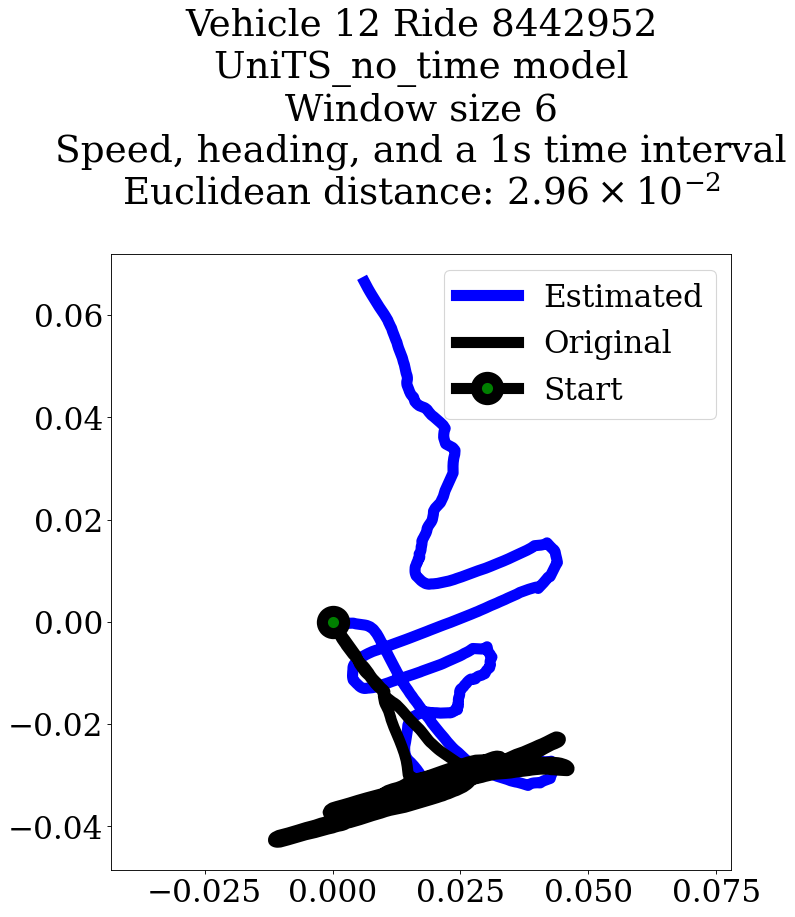 Vehicle 12 Ride 8442952
UniTS_no_time model
Window size 6
Speed, heading, and a 1s time interval
Euclidean distance: 2.96 × 10⁻²
Estimated
Original
Start
0.06
0.04
0.02
0.00
−0.02
−0.04
−0.025 0.000 0.025 0.050 0.075